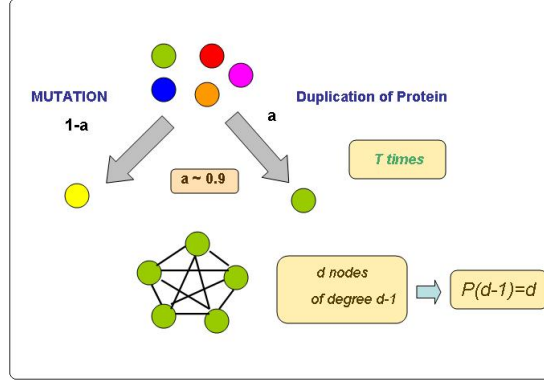 MUTATION
Duplication of Protein
1-a
a
T times
a ~ 0.9
d nodes
of degree d-1
P(d-1)=d